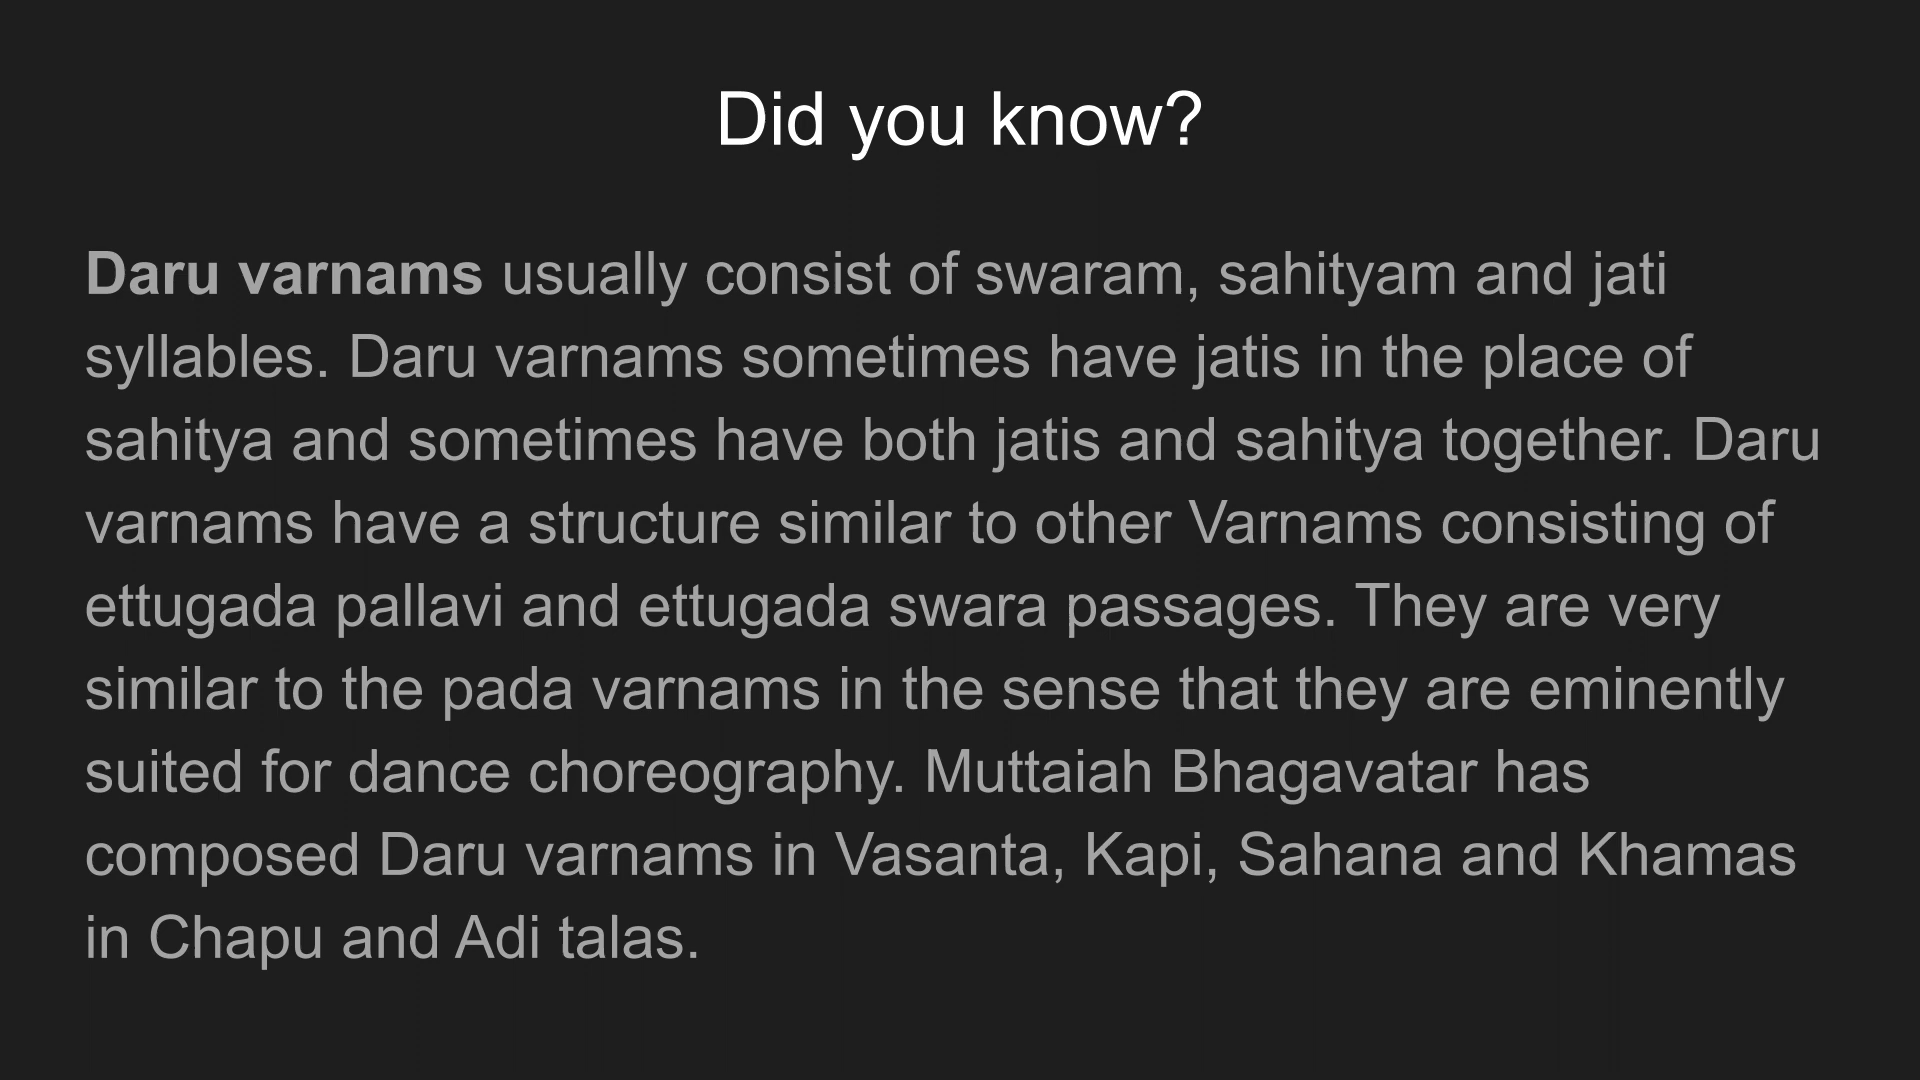 Did you know?
Daru varnams usually consist of swaram, sahityam and jati
syllables. Daru varnams sometimes have jatis in the place of
sahitya and sometimes have both jatis and sahitya together. Daru
varnams have a structure similar to other Varnams consisting of
ettugada pallavi and ettugada swara passages. They are very
similar to the pada varnams in the sense that they are eminently
suited for dance choreography. Muttaiah Bhagavatar has
composed Daru varnams in Vasanta, Kapi, Sahana and Khamas
in Chapu and Adi talas.